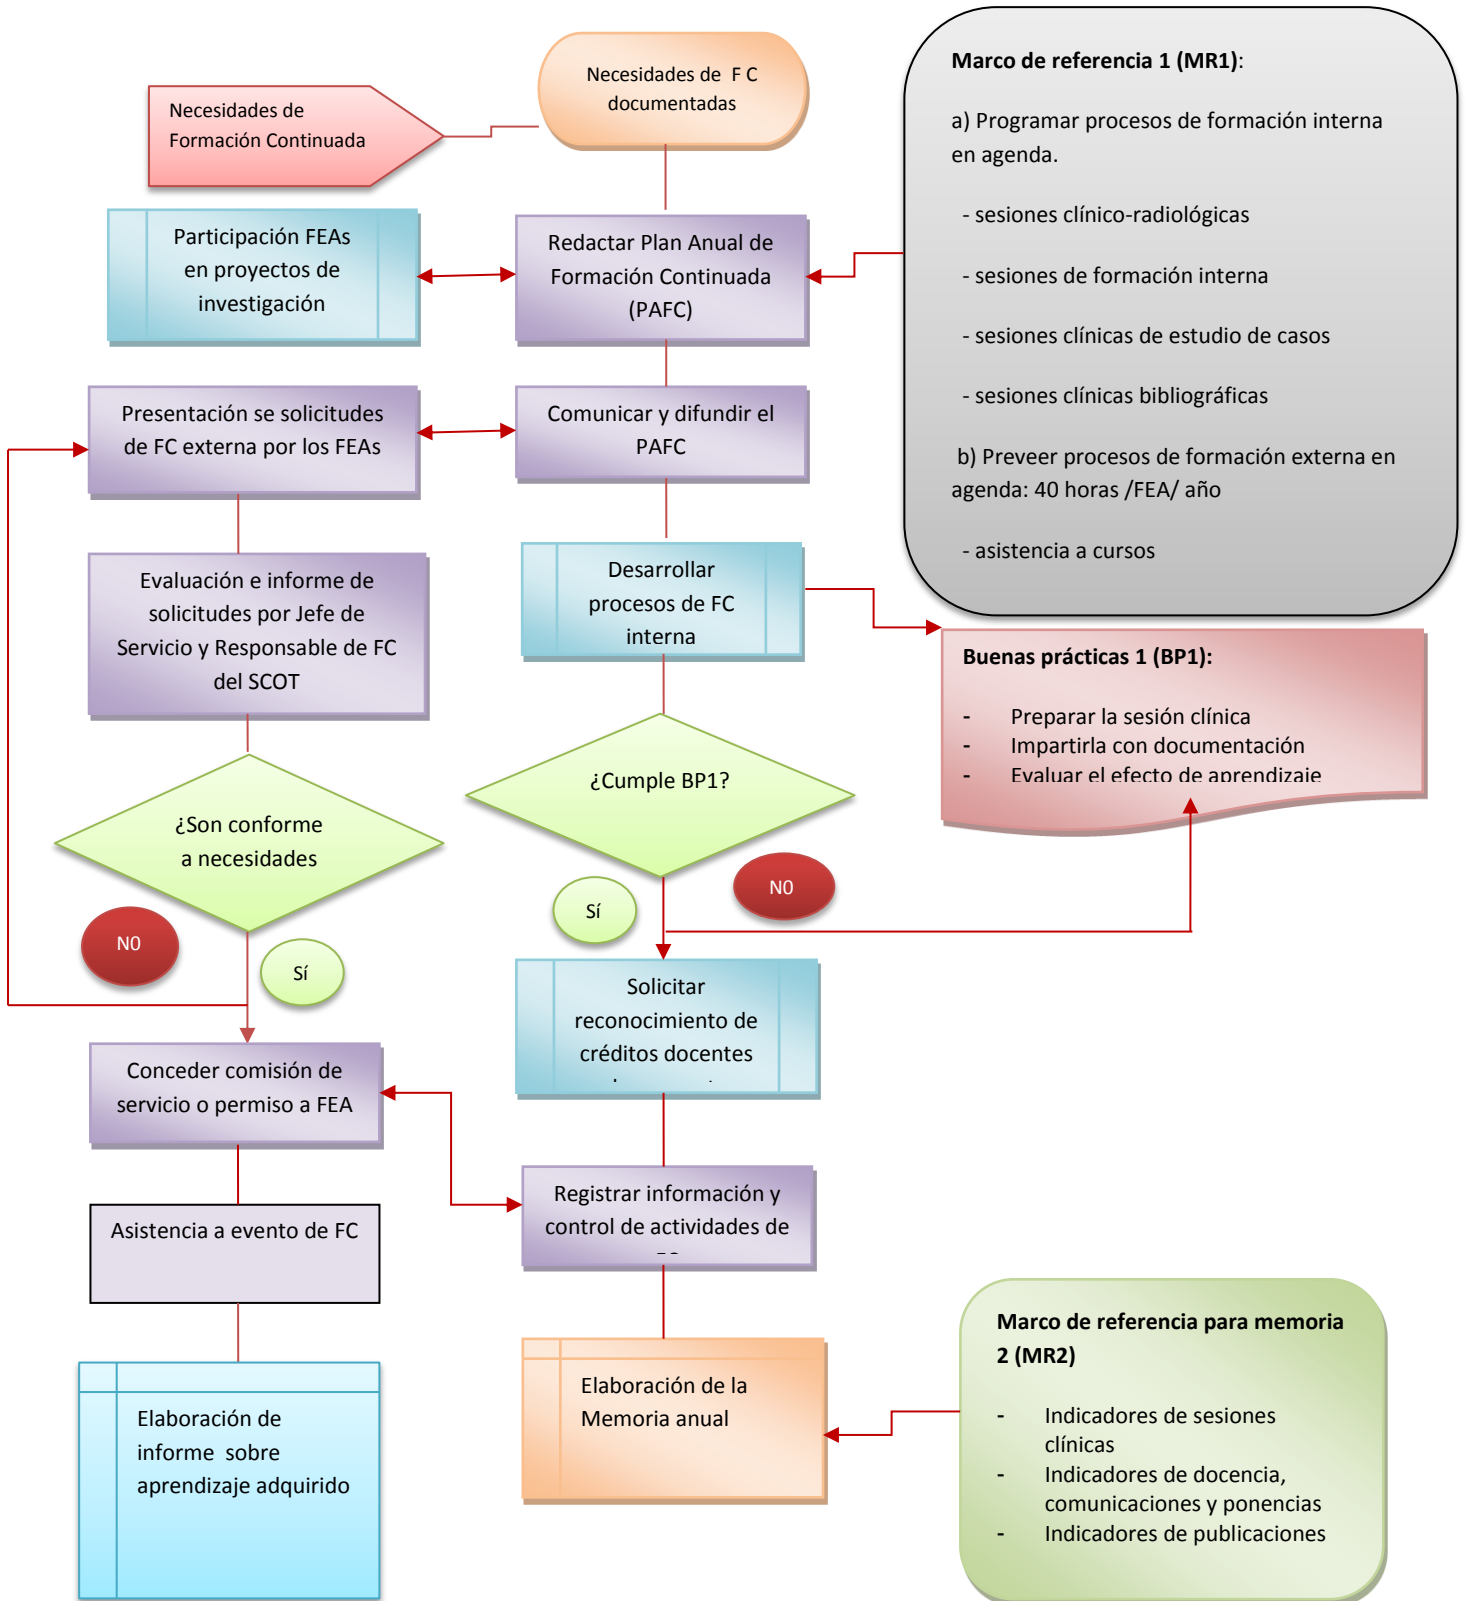 Necesidades de
Formación Continuada
Necesidades de F C
documentadas
Marco de referencia 1 (MR1):
a) Programar procesos de formación interna
en agenda.
- sesiones clínico-radiológicas
- sesiones de formación interna
- sesiones clínicas de estudio de casos
- sesiones clínicas bibliográficas
b) Preveer procesos de formación externa en
agenda: 40 horas /FEA/ año
- asistencia a cursos
Participación FEAs
en proyectos de
investigación
Redactar Plan Anual de
Formación Continuada
(PAFC)
Presentación se solicitudes
de FC externa por los FEAs
Comunicar y difundir el
PAFC
Evaluación e informe de
solicitudes por Jefe de
Servicio y Responsable de FC
del SCOT
Desarrollar
procesos de FC
interna
Buenas prácticas 1 (BP1):
- Preparar la sesión clínica
- Impartirla con documentación
- Evaluar el efecto de aprendizaje
¿Son conforme
a necesidades
¿Cumple BP1?
N0
Sí
Sí
N0
Solicitar
reconocimiento de
créditos docentes
Conceder comisión de
servicio o permiso a FEA
Registrar información y
control de actividades de
Asistencia a evento de FC
Elaboración de
informe sobre
aprendizaje adquirido
Elaboración de la
Memoria anual
Marco de referencia para memoria
2 (MR2)
- Indicadores de sesiones
clínicas
- Indicadores de docencia,
comunicaciones y ponencias
- Indicadores de publicaciones